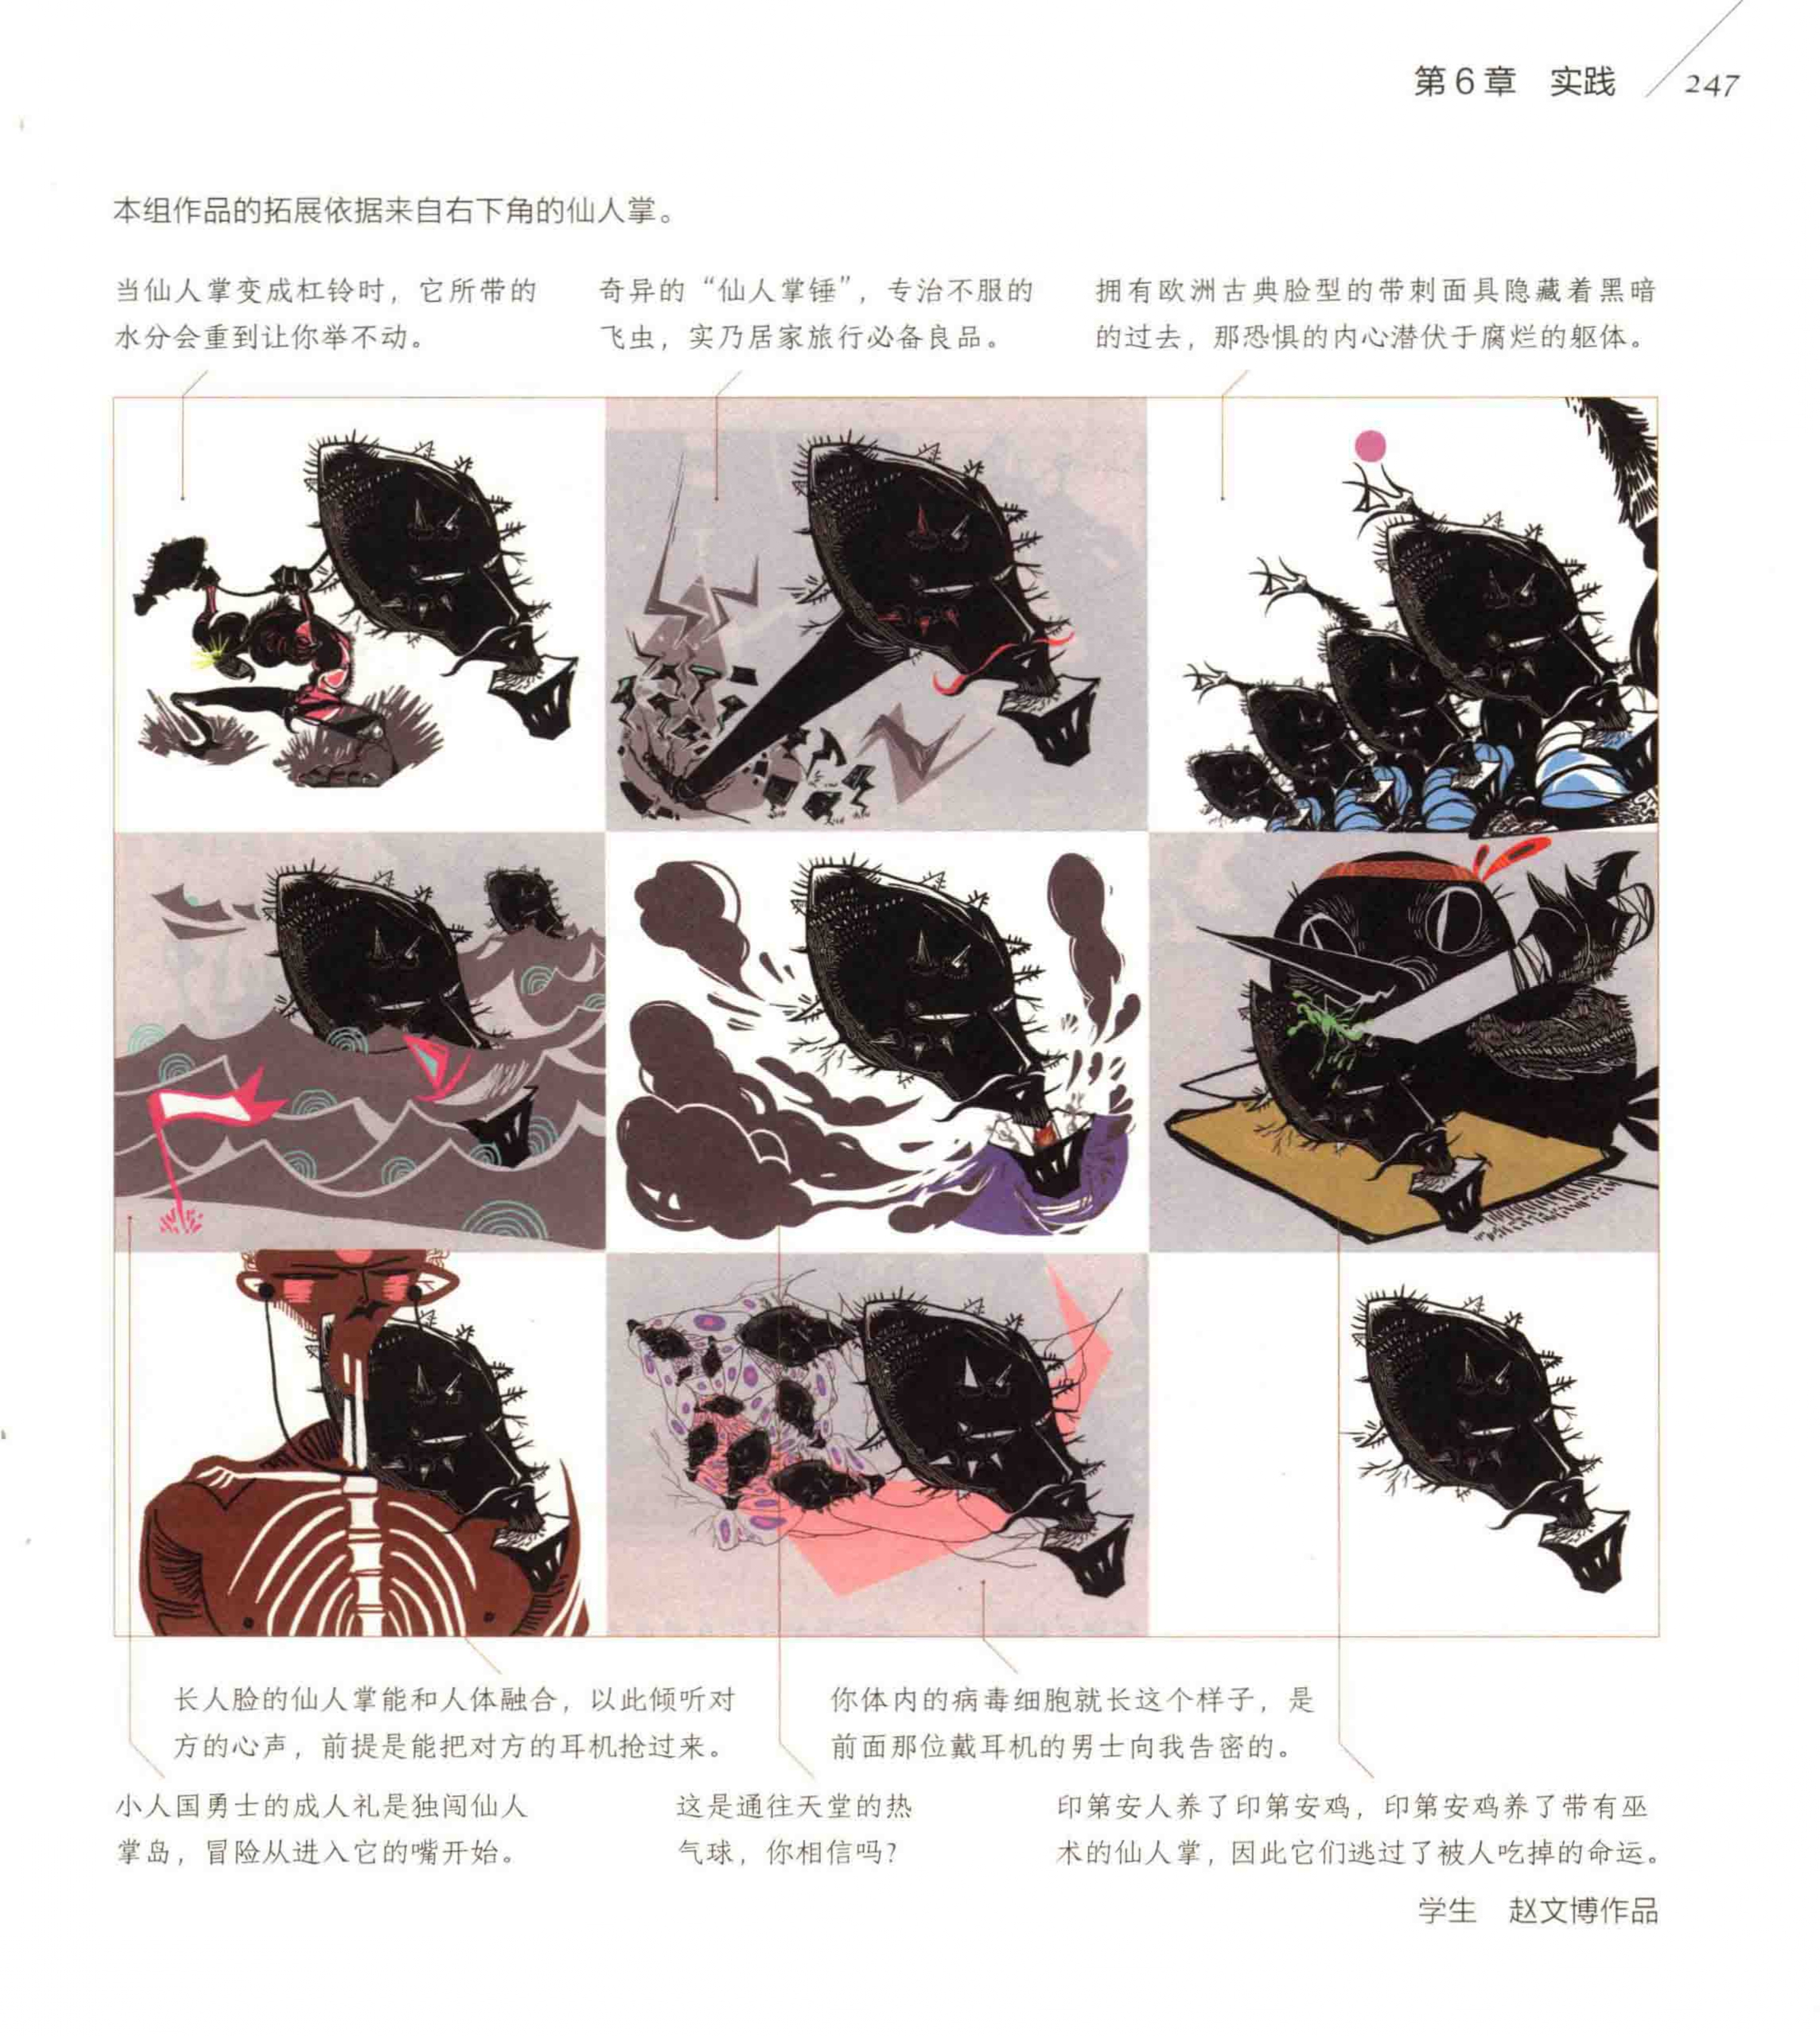 第6章 实践 247
本组作品的拓展依据来自右下角的仙人掌。
当仙人掌变成杠铃时，它所带的
水分会重到让你举不动。
奇异的“仙人掌锤”，专治不服的
飞虫，实乃居家旅行必备良品。
拥有欧洲古典脸型的带刺面具隐藏着黑暗
的过去，那恐惧的内心潜伏于腐烂的躯体。
长人脸的仙人掌能和人体融合，以此倾听对
方的心声，前提是能把对方的耳机抢过来。
你体内的病毒细胞就长这个样子，是
前面那位戴耳机的男士向我告密的。
小人国勇士的成人礼是独闯仙人
掌岛，冒险从进入它的嘴开始。
这是通往天堂的热
气球，你相信吗？
印第安人养了印第安鸡，印第安鸡养了带有巫
术的仙人掌，因此它们逃过了被人吃掉的命运。
学生 赵文博作品